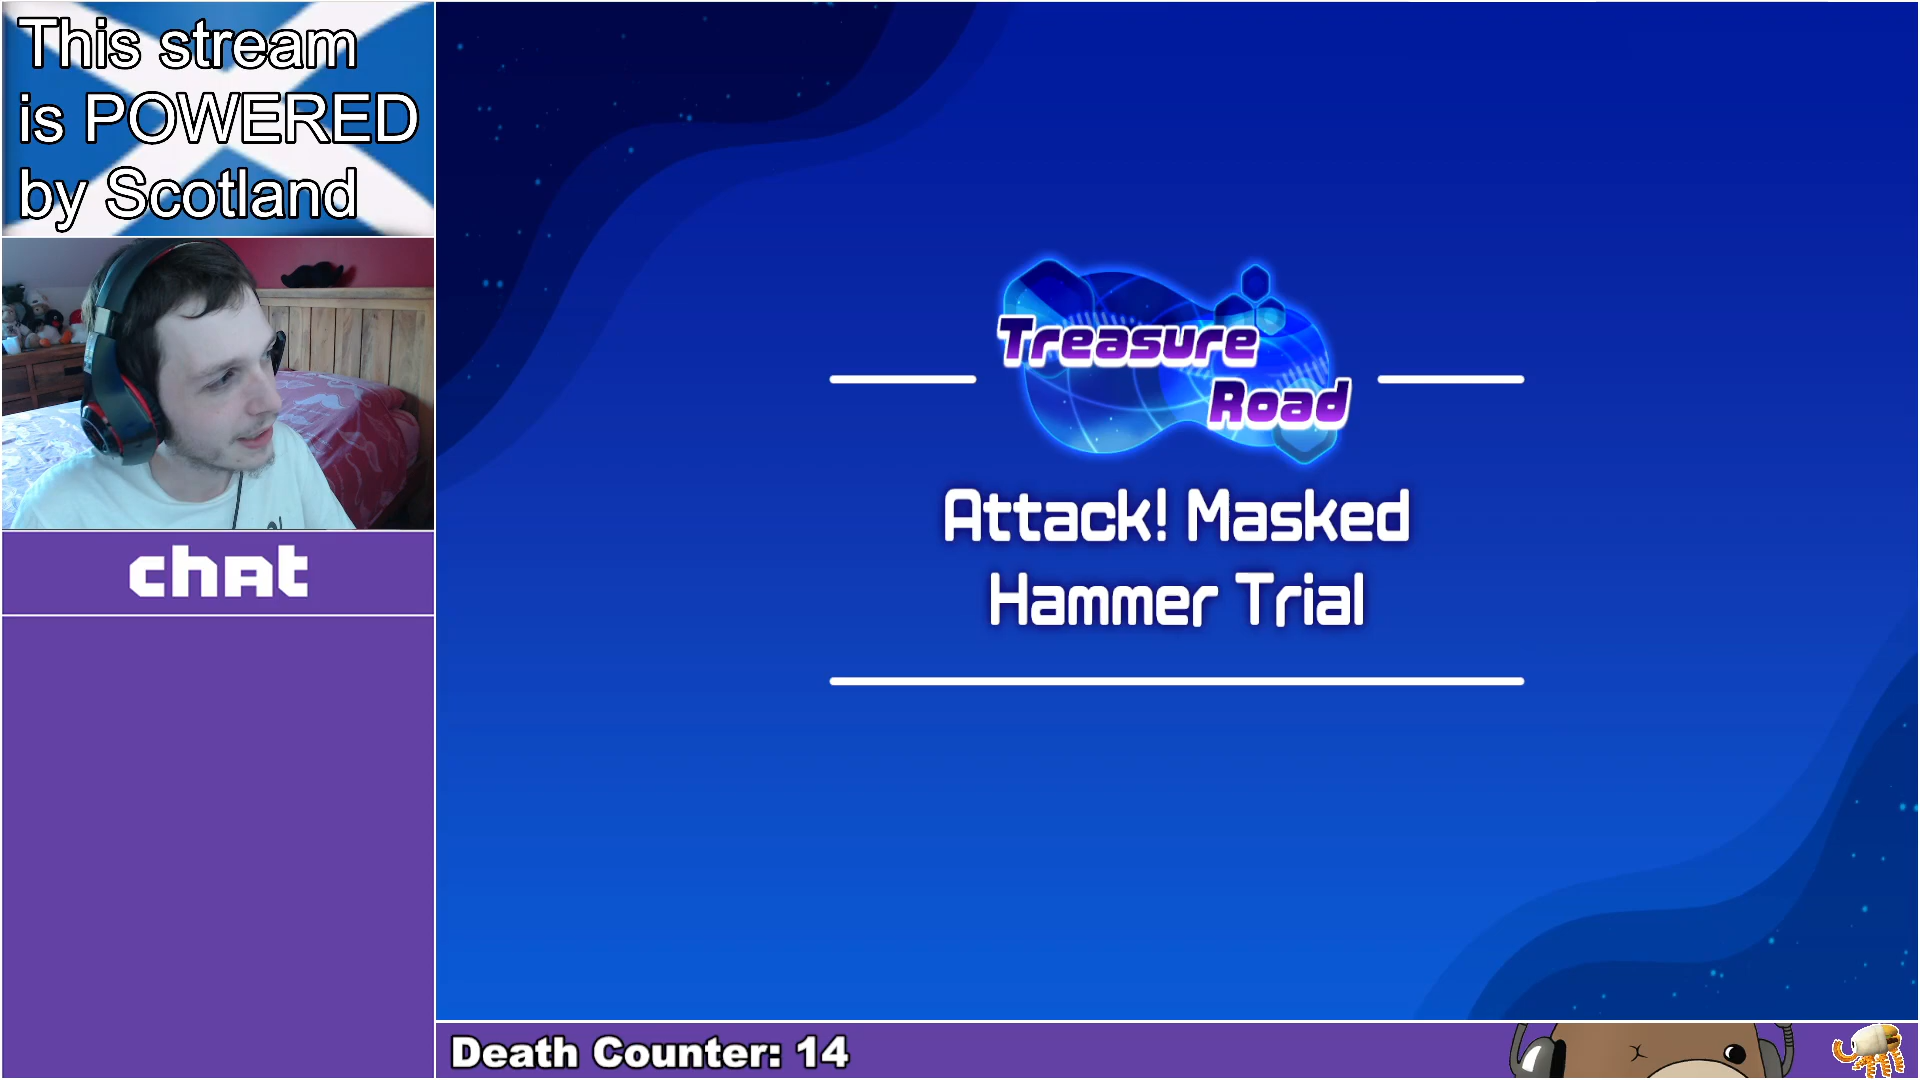 This stream
is POWERED
by Scotland
chat
Treasure
Road
Attack! Masked
Hammer Trial
Death Counter: 14